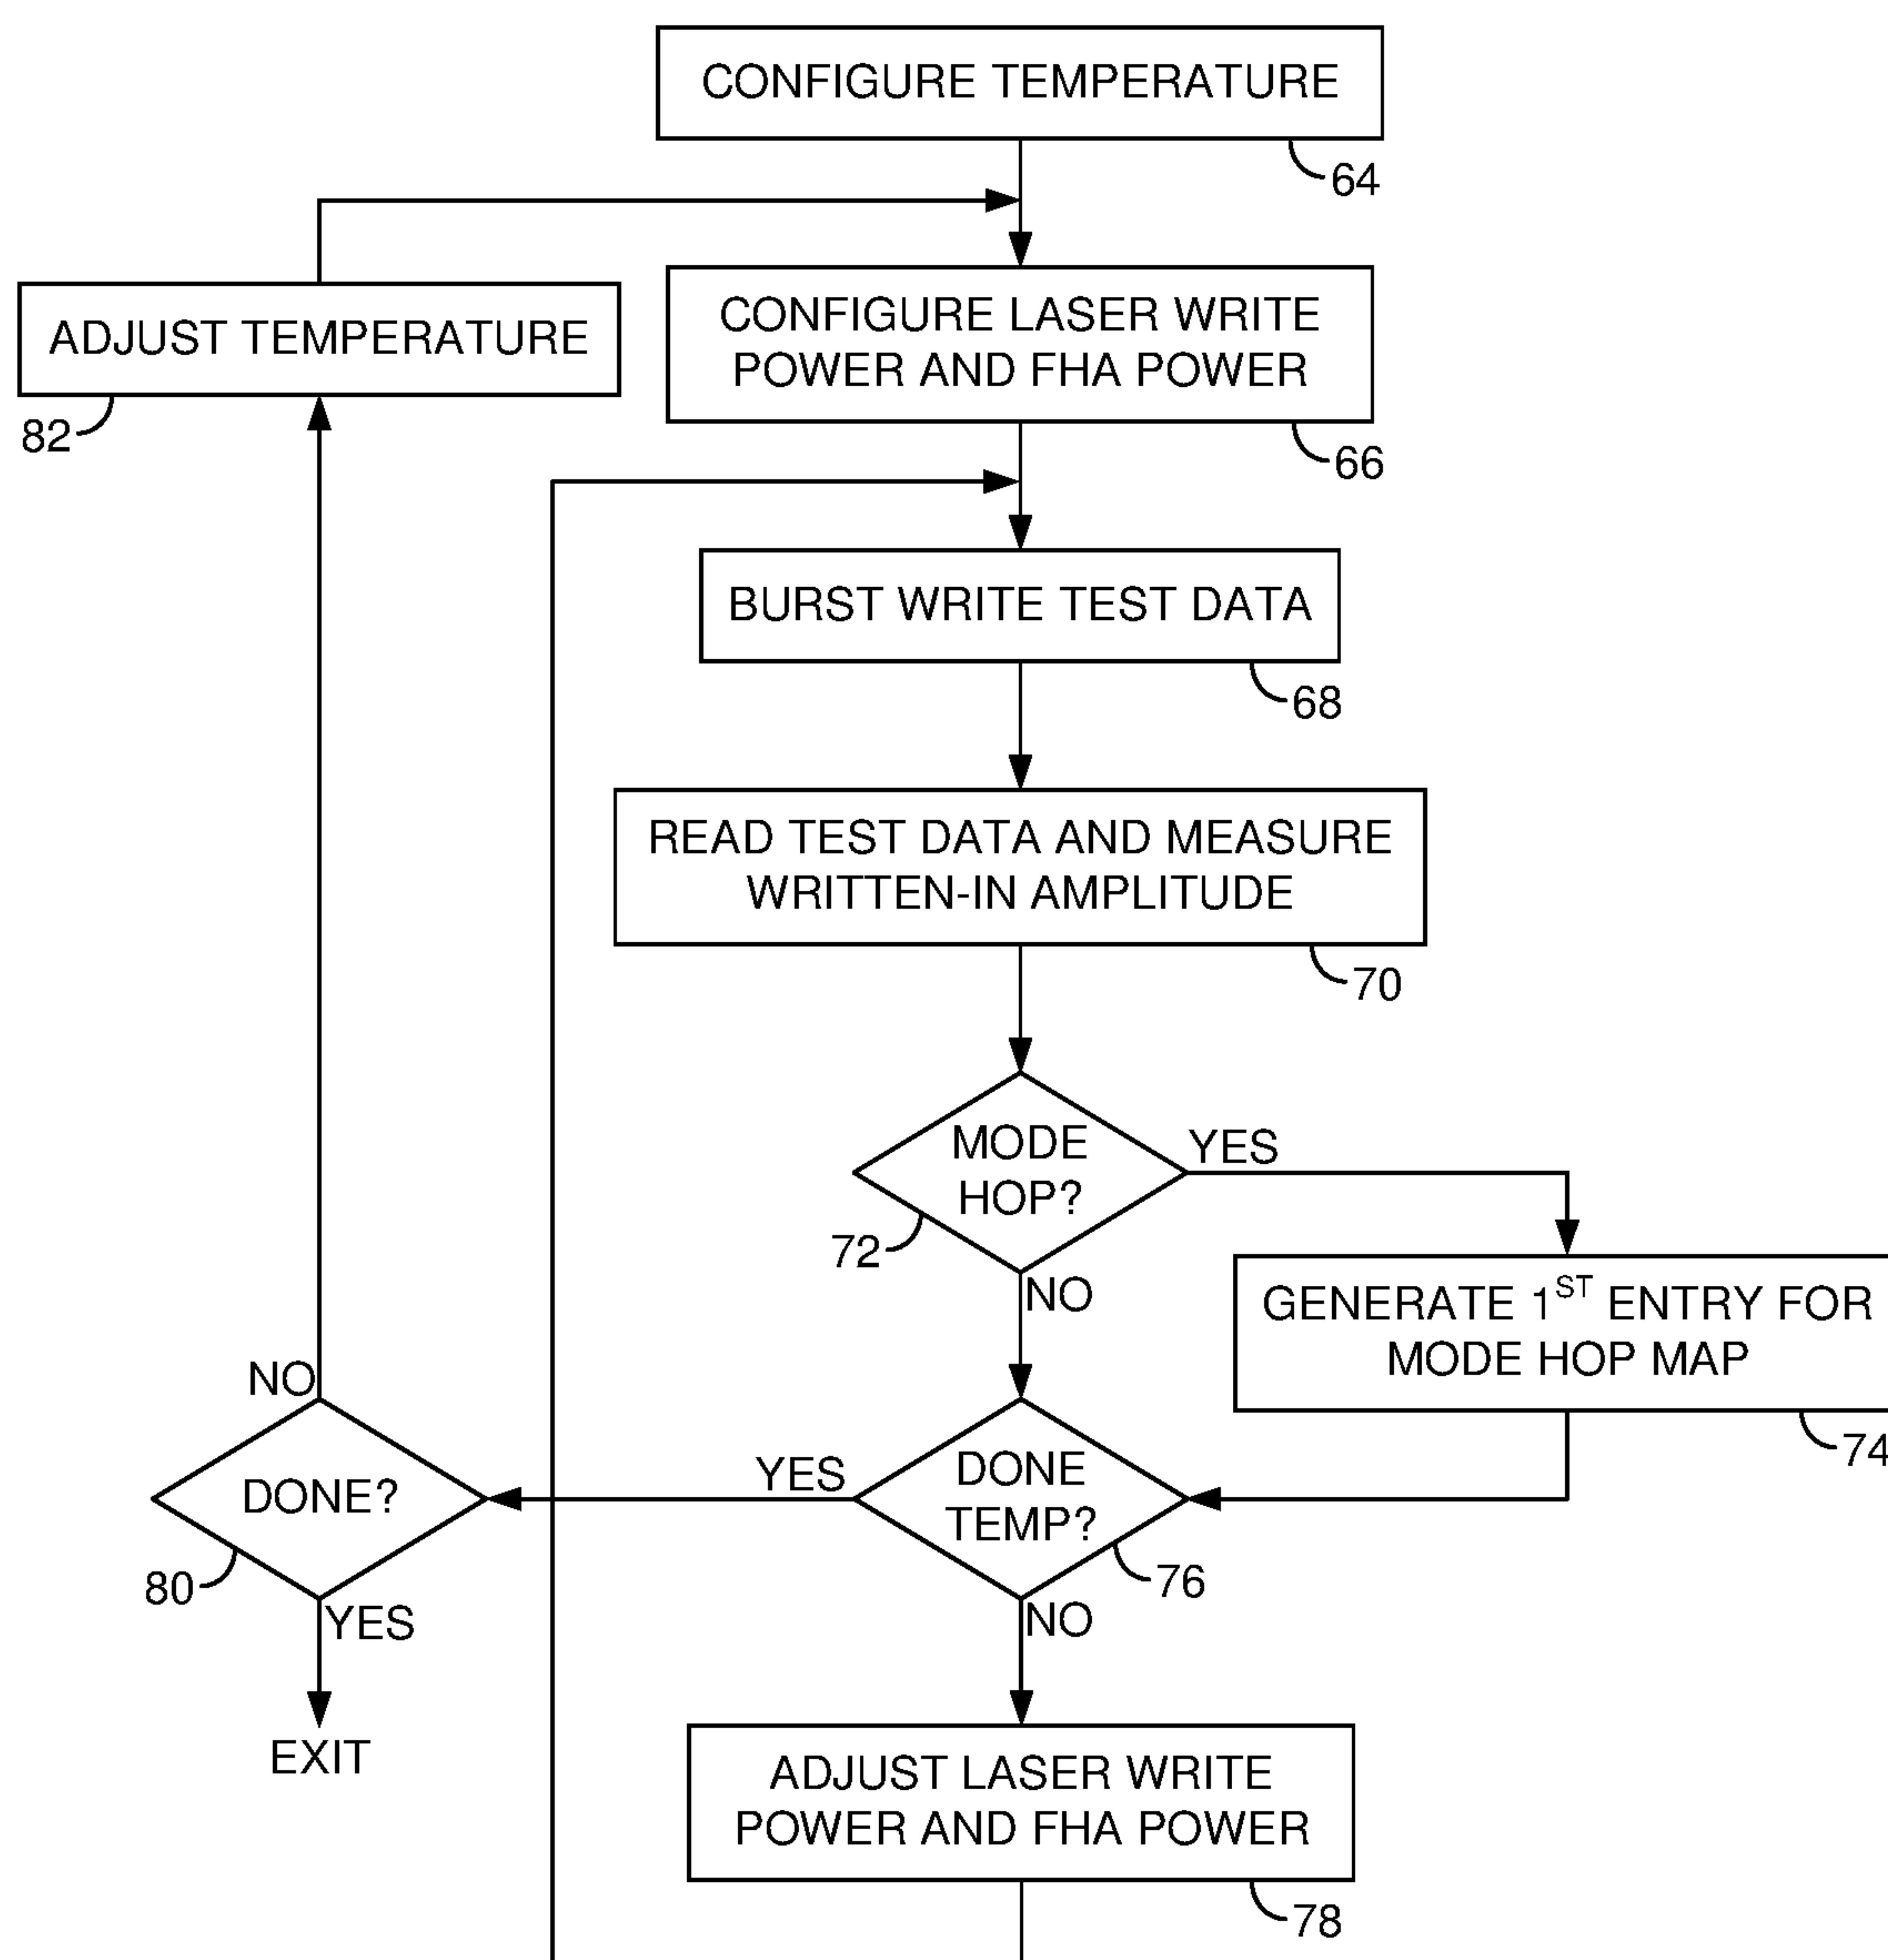 CONFIGURE TEMPERATURE
64
ADJUST TEMPERATURE
82
CONFIGURE LASER WRITE
POWER AND FHA POWER
66
BURST WRITE TEST DATA
68
READ TEST DATA AND MEASURE
WRITTEN-IN AMPLITUDE
70
MODE
HOP?
YES
72
NO
GENERATE 1ST ENTRY FOR
MODE HOP MAP
74
NO
DONE?
80
YES
EXIT
YES
DONE
TEMP?
76
NO
ADJUST LASER WRITE
POWER AND FHA POWER
78